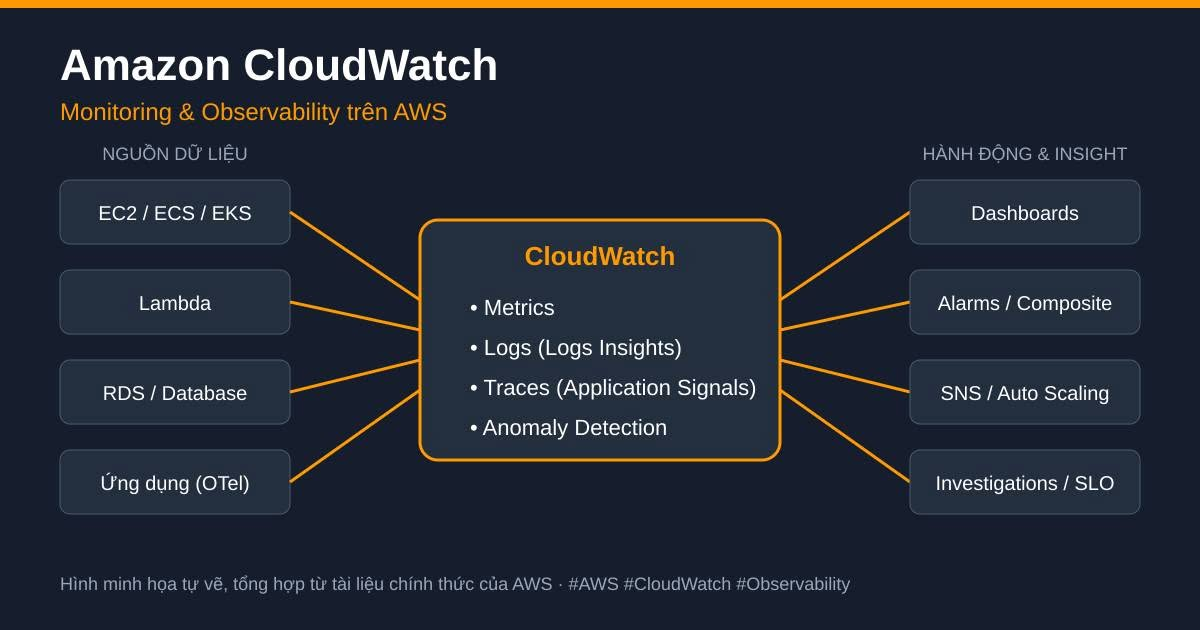 Amazon CloudWatch
Monitoring & Observability trên AWS
NGUỒN DỮ LIỆU
EC2 / ECS / EKS
Lambda
RDS / Database
Ứng dụng (OTel)
CloudWatch
• Metrics
• Logs (Logs Insights)
• Traces (Application Signals)
• Anomaly Detection
HÀNH ĐỘNG & INSIGHT
Dashboards
Alarms / Composite
SNS / Auto Scaling
Investigations / SLO
Hình minh họa tự vẽ, tổng hợp từ tài liệu chính thức của AWS · #AWS #CloudWatch #Observability